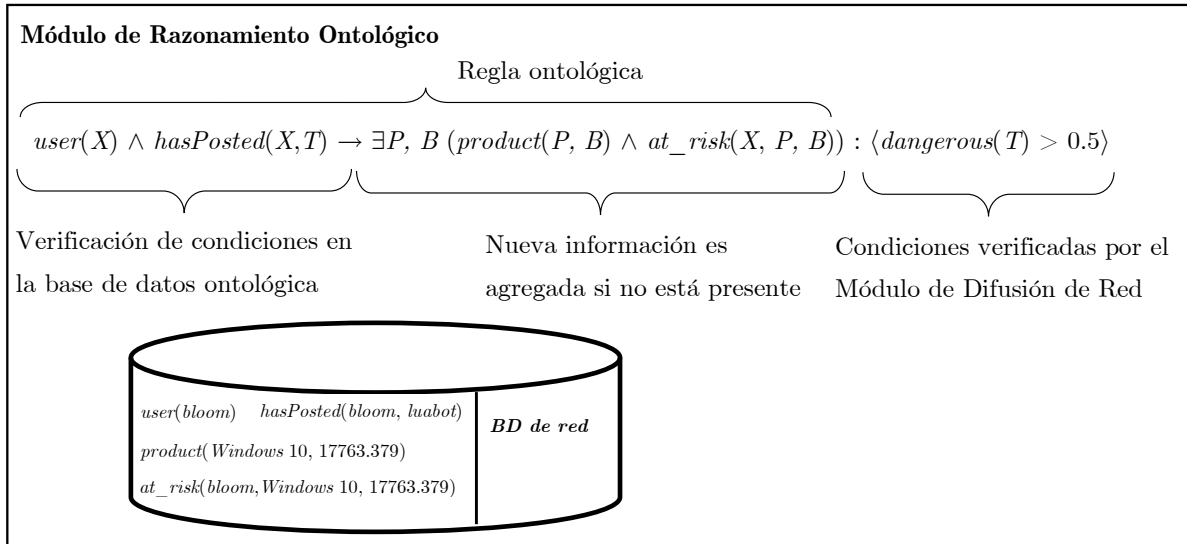 Módulo de Razonamiento Ontológico
Regla ontológica
user(X) ∧ hasPosted(X,T) → ∃P, B (product(P, B) ∧ at_risk(X, P, B)) : ⟨dangerous(T) > 0.5⟩
Verificación de condiciones en
la base de datos ontológica
Nueva información es
agregada si no está presente
Condiciones verificadas por el
Módulo de Difusión de Red
user(bloom) hasPosted(bloom, luabot)
product(Windows 10, 17763.379)
at_risk(bloom,Windows 10, 17763.379)
BD de red